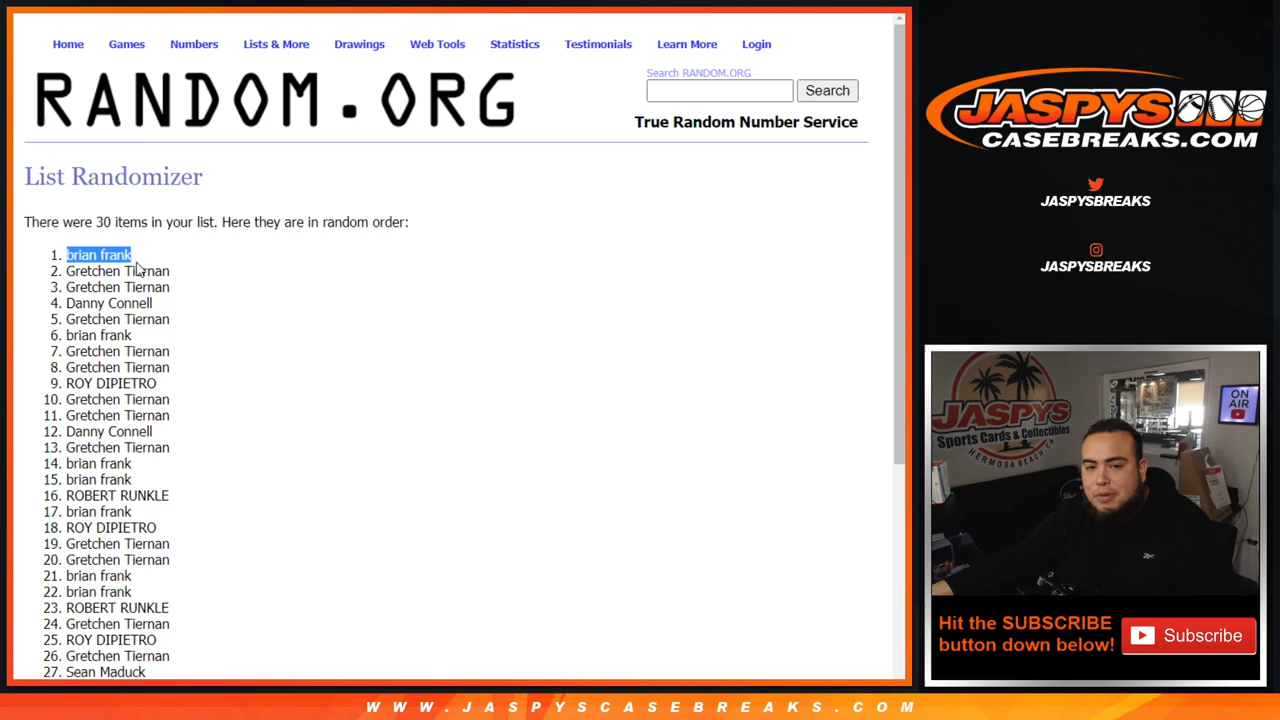 Home Games Numbers Lists & More Drawings Web Tools Statistics Testimonials Learn More Login
RANDOM.ORG
Search RANDOM.ORG
Search
True Random Number Service
List Randomizer
There were 30 items in your list. Here they are in random order:
1. brian frank
2. Gretchen Tiernan
3. Gretchen Tiernan
4. Danny Connell
5. Gretchen Tiernan
6. brian frank
7. Gretchen Tiernan
8. Gretchen Tiernan
9. ROY DIPIETRO
10. Gretchen Tiernan
11. Gretchen Tiernan
12. Danny Connell
13. Gretchen Tiernan
14. brian frank
15. brian frank
16. ROBERT RUNKLE
17. brian frank
18. ROY DIPIETRO
19. Gretchen Tiernan
20. Gretchen Tiernan
21. brian frank
22. brian frank
23. ROBERT RUNKLE
24. Gretchen Tiernan
25. ROY DIPIETRO
26. Gretchen Tiernan
27. Sean Maduck
JASPYS
CASEBREAKS.COM
JASPYSBREAKS
JASPYSBREAKS
JASPYS
Sports Cards & Collectibles
HERMOSA BEACH, CA
ON
AIR
Hit the SUBSCRIBE
button down below!
Subscribe
WWW.JASPYSCASEBREAKS.COM